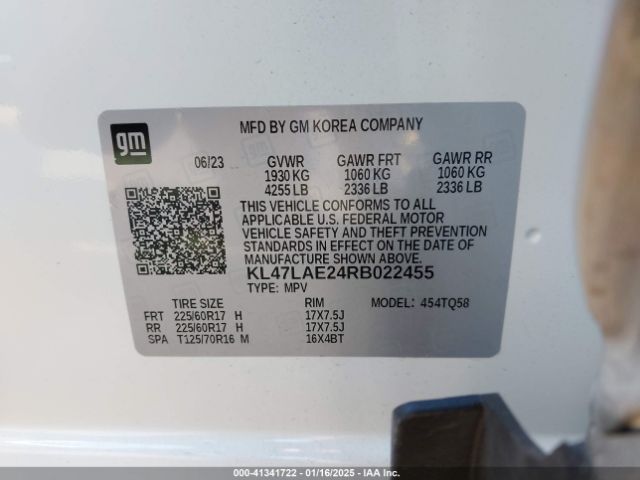 gm
MFD BY GM KOREA COMPANY
06/23 GVWR GAWR FRT GAWR RR
1930 KG 1060 KG 1060 KG
4255 LB 2336 LB 2336 LB
THIS VEHICLE CONFORMS TO ALL
APPLICABLE U.S. FEDERAL MOTOR
VEHICLE SAFETY AND THEFT PREVENTION
STANDARDS IN EFFECT ON THE DATE OF
MANUFACTURE SHOWN ABOVE.
KL47LAE24RB022455
TYPE: MPV
TIRE SIZE RIM MODEL: 454TQ58
FRT 225/60R17 H 17X7.5J
RR 225/60R17 H 17X7.5J
SPA T125/70R16 M 16X4BT
000-41341722 - 01/16/2025 - IAA Inc.